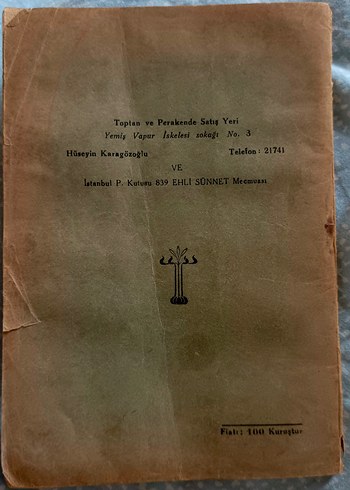 Toptan ve Perakende Satış Yeri
Yemiş Vapur İskelesi sokağı No. 3
Hüseyin Karagözoğlu Telefon : 21741
VE
İstanbul P. Kutusu 839 EHLİ SÜNNET Mecmuası
Fiatı: 100 Kuruştur